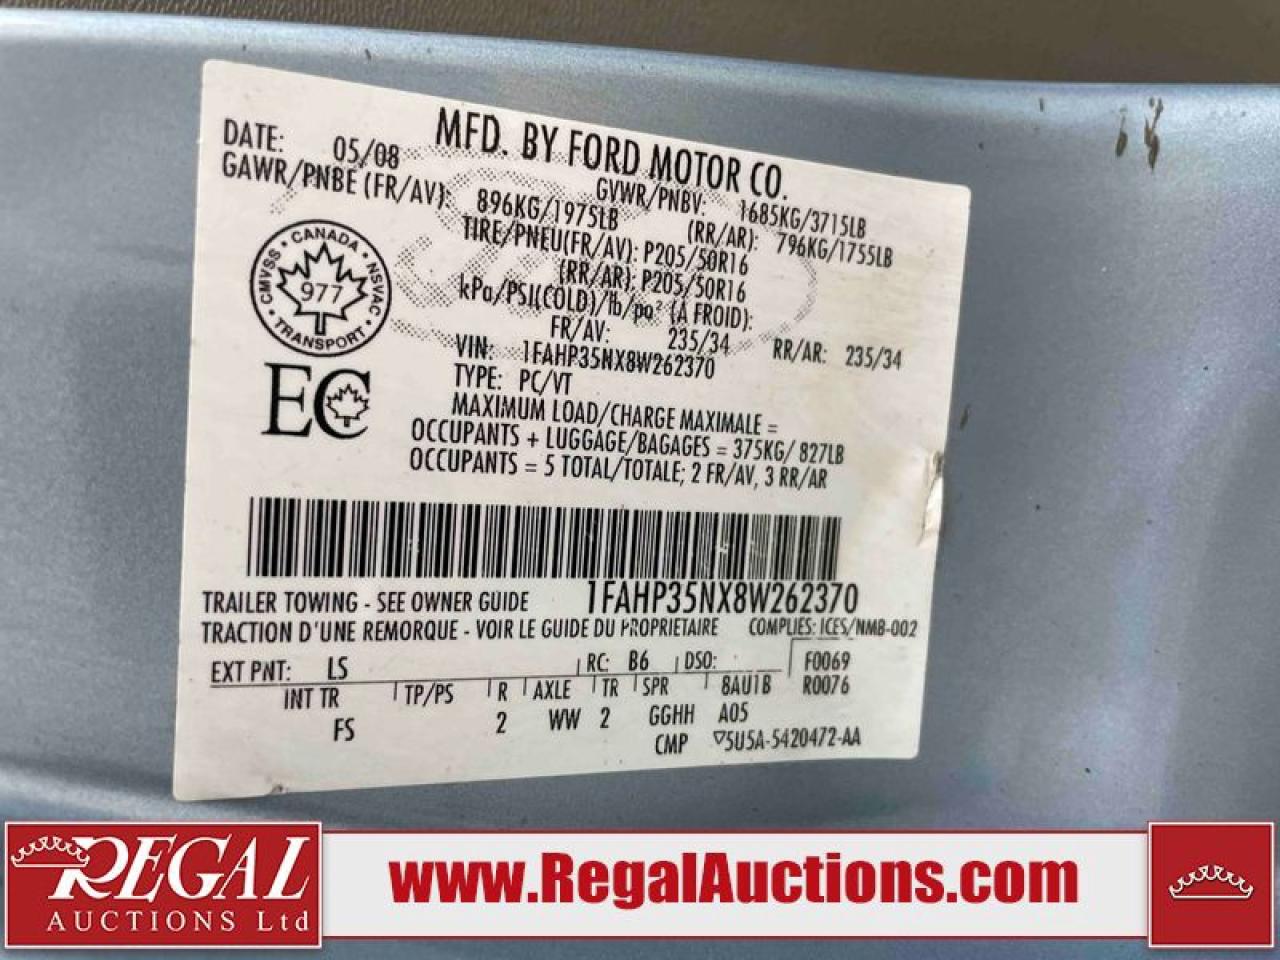 MFD. BY FORD MOTOR CO.
DATE: 05/08 GVWR/PNBV: 1685KG/3715LB
GAWR/PNBE (FR/AV): 896KG/1975LB (RR/AR): 796KG/1755LB
TIRE/PNEU(FR/AV): P205/50R16
(RR/AR): P205/50R16
kPa/PSI(COLD)/lb/po² (À FROID):
FR/AV: 235/34 RR/AR: 235/34
VIN: 1FAHP35NX8W262370
TYPE: PC/VT
MAXIMUM LOAD/CHARGE MAXIMALE =
OCCUPANTS + LUGGAGE/BAGAGES = 375KG/ 827LB
OCCUPANTS = 5 TOTAL/TOTALE; 2 FR/AV, 3 RR/AR
CANADA
CMVSS NSVAC
977
TRANSPORT
EC
1FAHP35NX8W262370
TRAILER TOWING - SEE OWNER GUIDE
TRACTION D'UNE REMORQUE - VOIR LE GUIDE DU PROPRIETAIRE COMPLIES: ICES/NMB-002
EXT PNT: LS RC: B6 DSO: F0069
INT TR TP/PS R AXLE TR SPR 8AU1B R0076
FS 2 WW 2 GGHH A05
CMP ▽5U5A-5420472-AA
REGAL
AUCTIONS Ltd
www.RegalAuctions.com